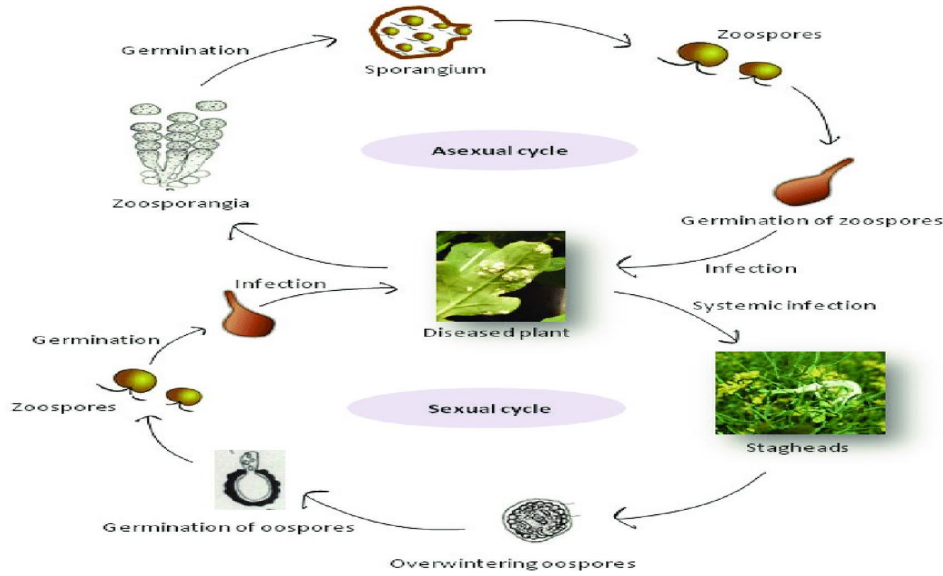 Germination
Sporangium
Zoospores
Asexual cycle
Zoosporangia
Germination of zoospores
Infection
Infection
Systemic infection
Diseased plant
Germination
Zoospores
Sexual cycle
Stagheads
Germination of oospores
Overwintering oospores